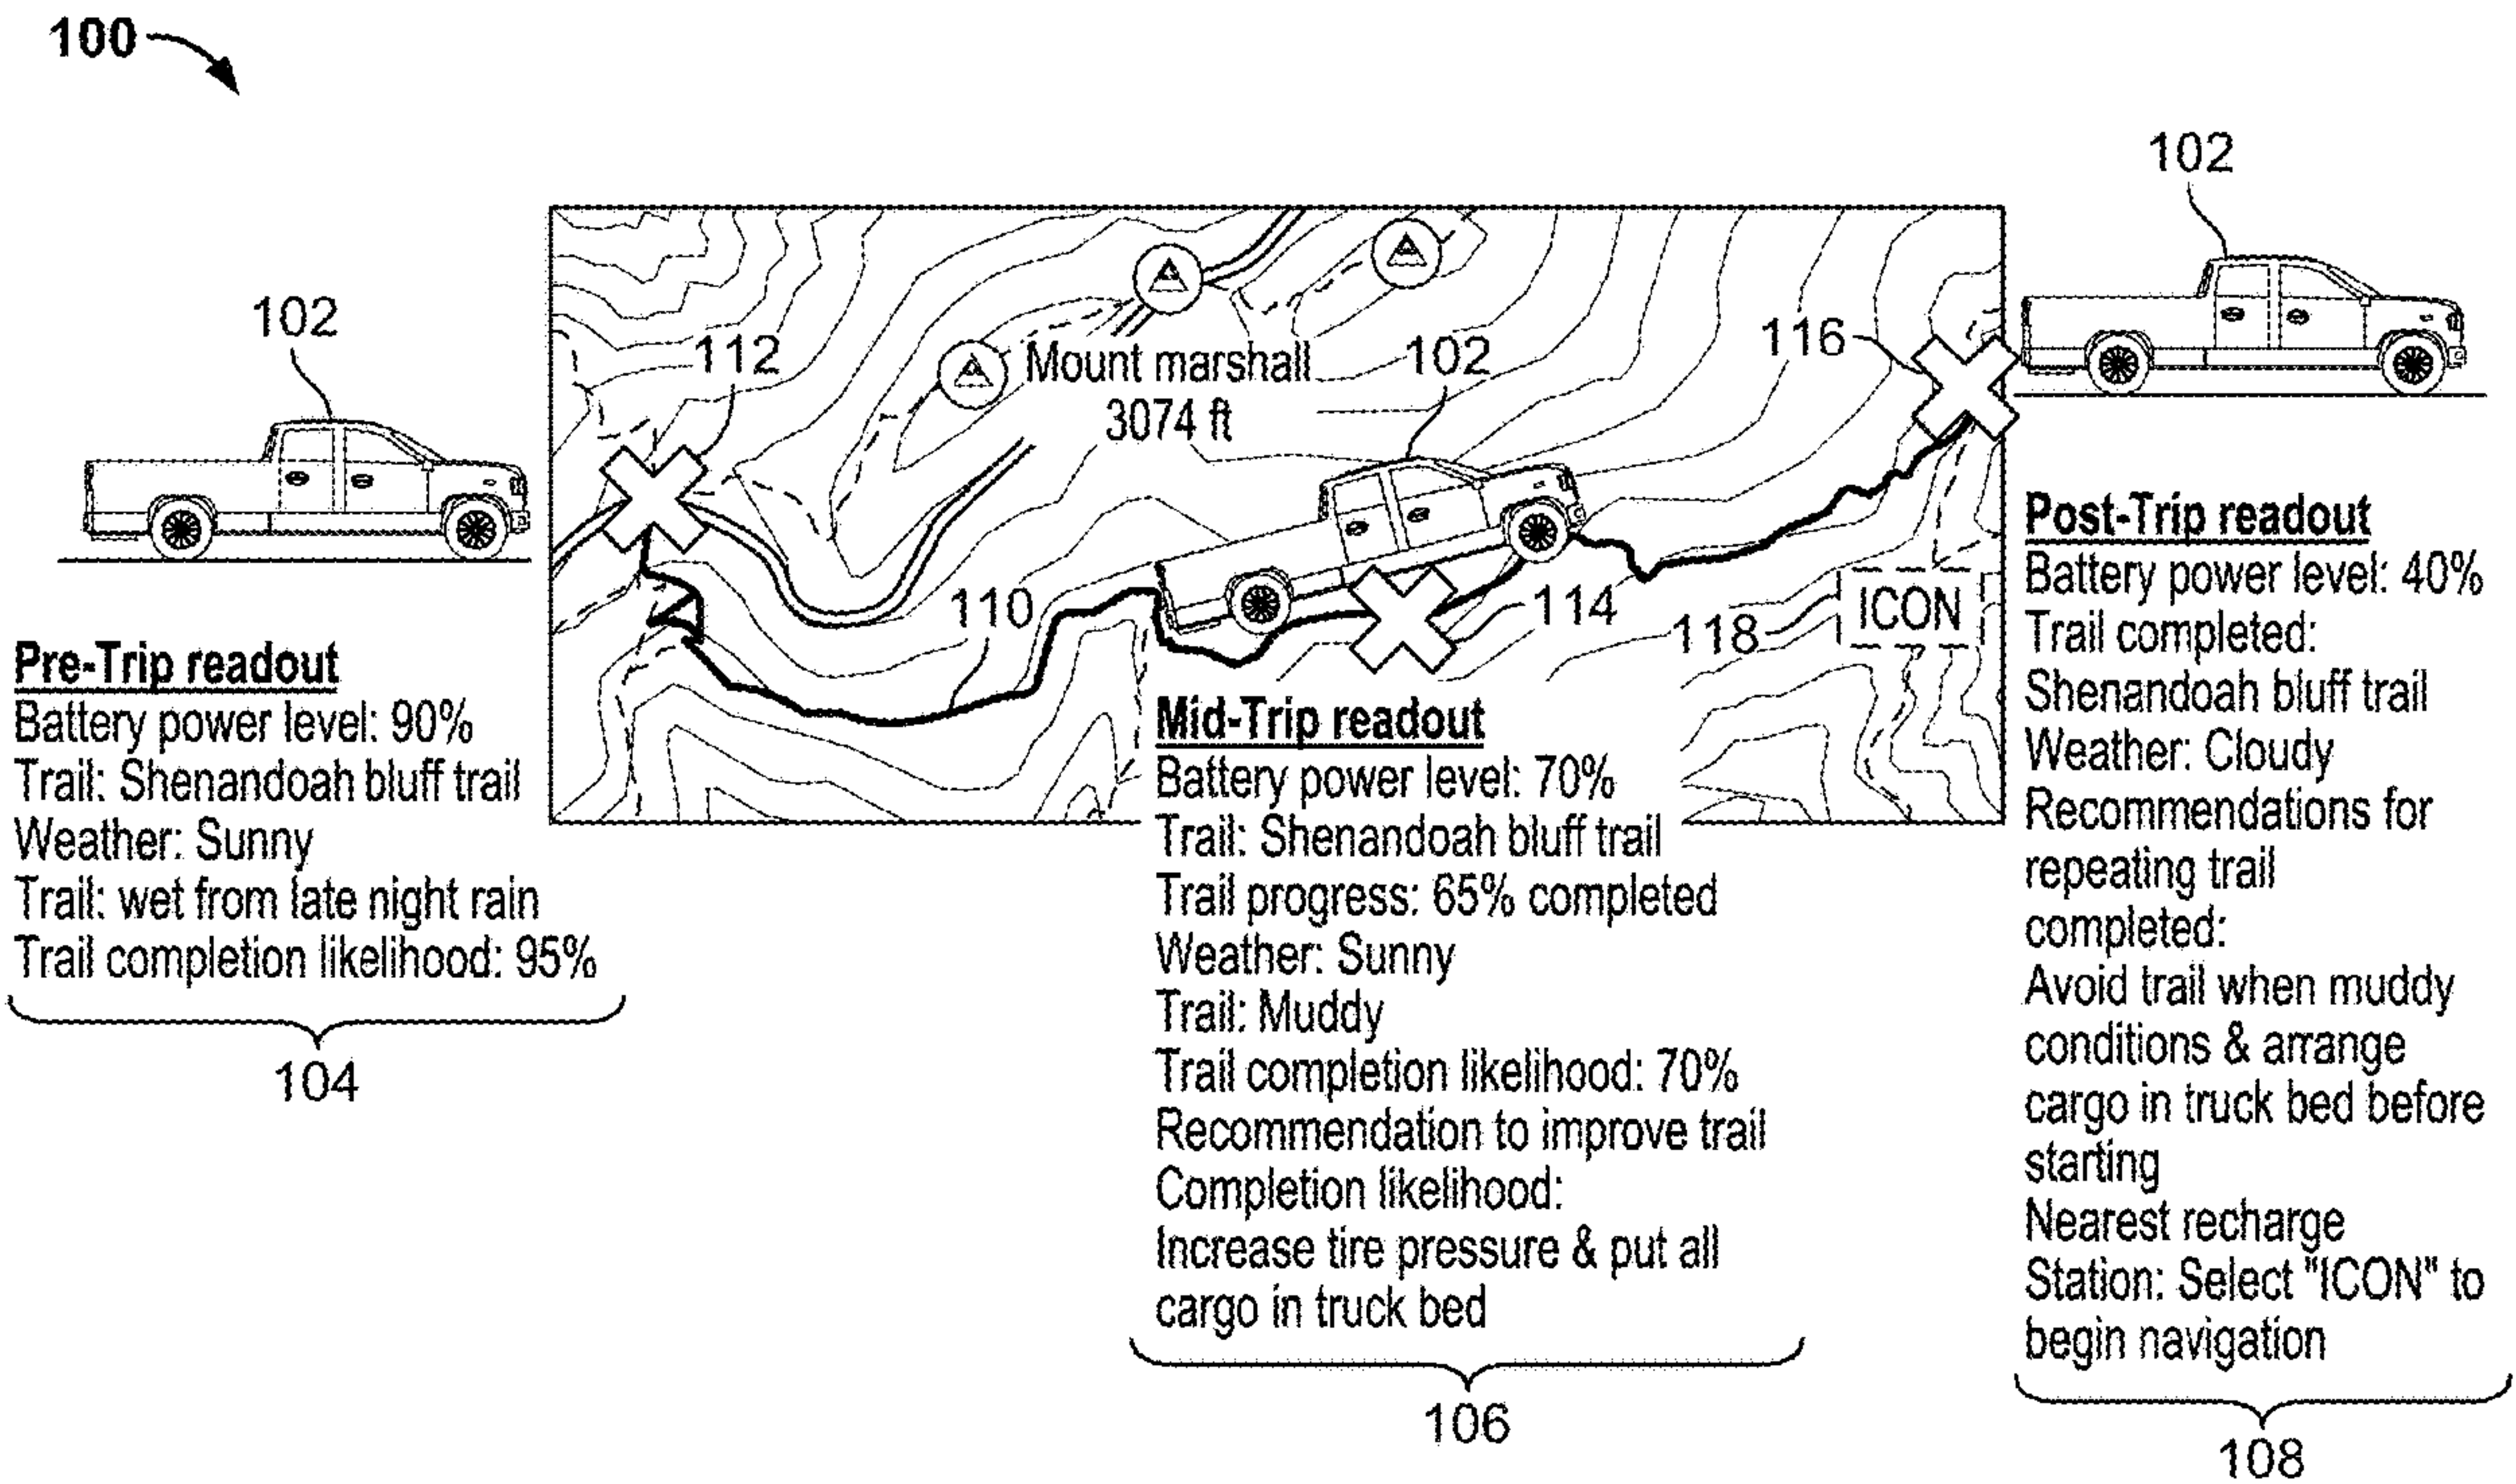 100
102
102
112
116
Mount marshall
102
3074 ft
110
114
118
ICON
Pre-Trip readout
Battery power level: 90%
Trail: Shenandoah bluff trail
Weather: Sunny
Trail: wet from late night rain
Trail completion likelihood: 95%
104
Mid-Trip readout
Battery power level: 70%
Trail: Shenandoah bluff trail
Trail progress: 65% completed
Weather: Sunny
Trail: Muddy
Trail completion likelihood: 70%
Recommendation to improve trail
Completion likelihood:
Increase tire pressure & put all
cargo in truck bed
106
Post-Trip readout
Battery power level: 40%
Trail completed:
Shenandoah bluff trail
Weather: Cloudy
Recommendations for
repeating trail
completed:
Avoid trail when muddy
conditions & arrange
cargo in truck bed before
starting
Nearest recharge
Station: Select "ICON" to
begin navigation
108